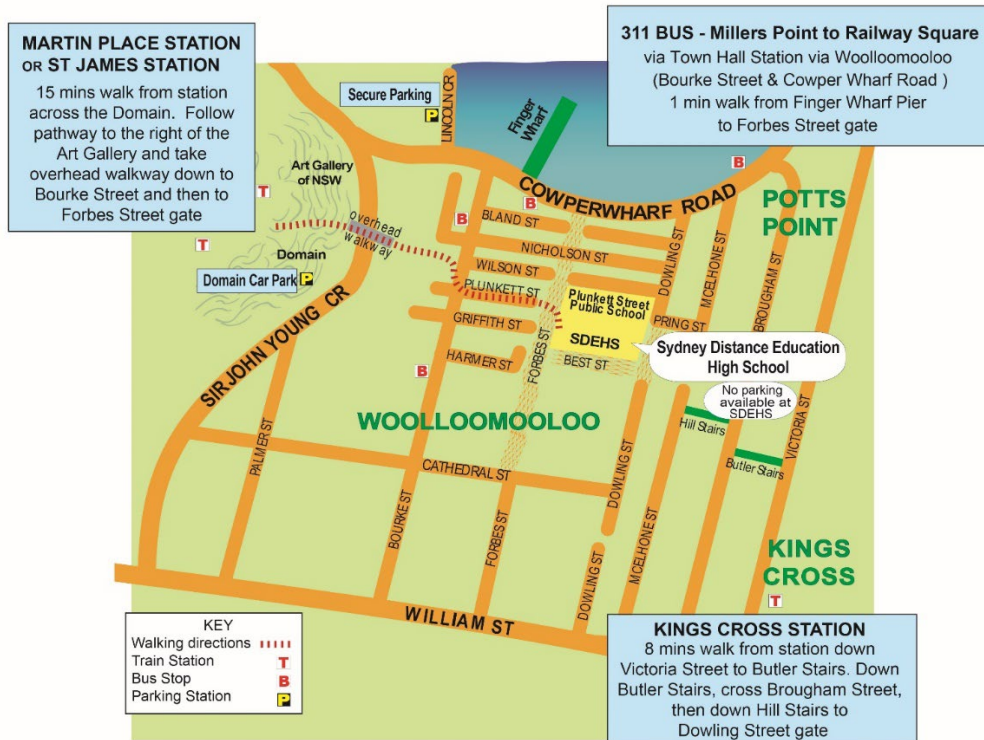 MARTIN PLACE STATION
OR ST JAMES STATION
15 mins walk from station
across the Domain. Follow
pathway to the right of the
Art Gallery and take
overhead walkway down to
Bourke Street and then to
Forbes Street gate
311 BUS - Millers Point to Railway Square
via Town Hall Station via Woolloomooloo
(Bourke Street & Cowper Wharf Road )
1 min walk from Finger Wharf Pier
to Forbes Street gate
Secure Parking
P
LINCOLN CR
Finger
Wharf
Art Gallery
of NSW
T
T
overhead
walkway
Domain
Domain Car Park
P
B
B
B
COWPERWHARF ROAD
POTTS
POINT
BLAND ST
NICHOLSON ST
WILSON ST
PLUNKETT ST
GRIFFITH ST
HARMER ST
B
FORBES ST
Plunkett Street
Public School
SDEHS
BEST ST
DOWLING ST
PRING ST
MCELHONE ST
BROUGHAM ST
VICTORIA ST
Sydney Distance Education
High School
No parking
available at
SDEHS
Hill Stairs
Butler Stairs
SIR JOHN YOUNG CR
WOOLLOOMOOLOO
PALMER ST
CATHEDRAL ST
BOURKE ST
FORBES ST
DOWLING ST
DOWLING ST
MCELHONE ST
KINGS
CROSS
T
WILLIAM ST
KEY
Walking directions
Train Station T
Bus Stop B
Parking Station P
KINGS CROSS STATION
8 mins walk from station down
Victoria Street to Butler Stairs. Down
Butler Stairs, cross Brougham Street,
then down Hill Stairs to
Dowling Street gate